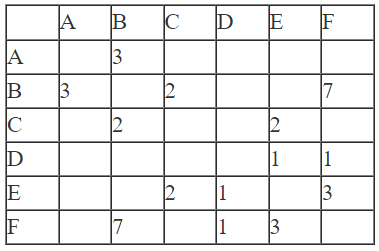 A B C D E F
A 3
B 3 2 7
C 2 2
D 1 1
E 2 1 3
F 7 1 3